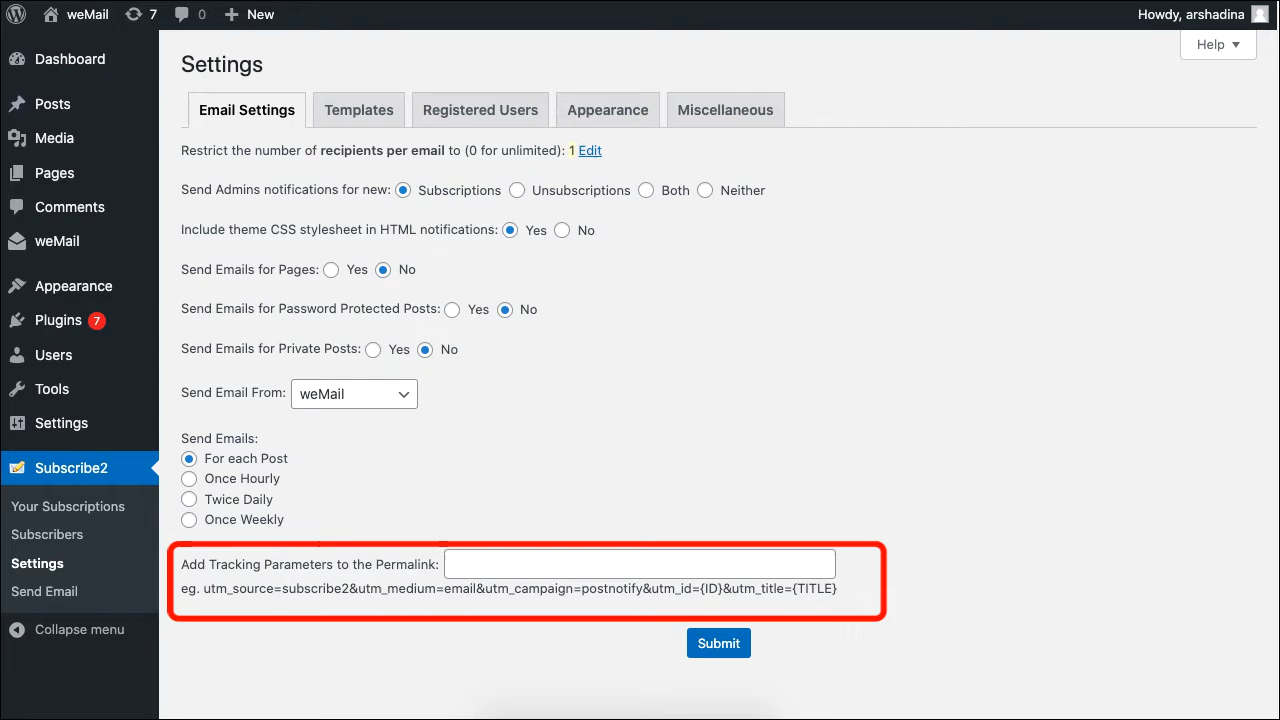 weMail 7 0 New Howdy, arshadina
Help
Dashboard
Posts
Media
Pages
Comments
weMail
Appearance
Plugins 7
Users
Tools
Settings
Subscribe2
Your Subscriptions
Subscribers
Settings
Send Email
Collapse menu
Settings
Email Settings Templates Registered Users Appearance Miscellaneous
Restrict the number of recipients per email to (0 for unlimited): 1 Edit
Send Admins notifications for new: Subscriptions Unsubscriptions Both Neither
Include theme CSS stylesheet in HTML notifications: Yes No
Send Emails for Pages: Yes No
Send Emails for Password Protected Posts: Yes No
Send Emails for Private Posts: Yes No
Send Email From: weMail
Send Emails:
For each Post
Once Hourly
Twice Daily
Once Weekly
Add Tracking Parameters to the Permalink:
eg. utm_source=subscribe2&utm_medium=email&utm_campaign=postnotify&utm_id={ID}&utm_title={TITLE}
Submit